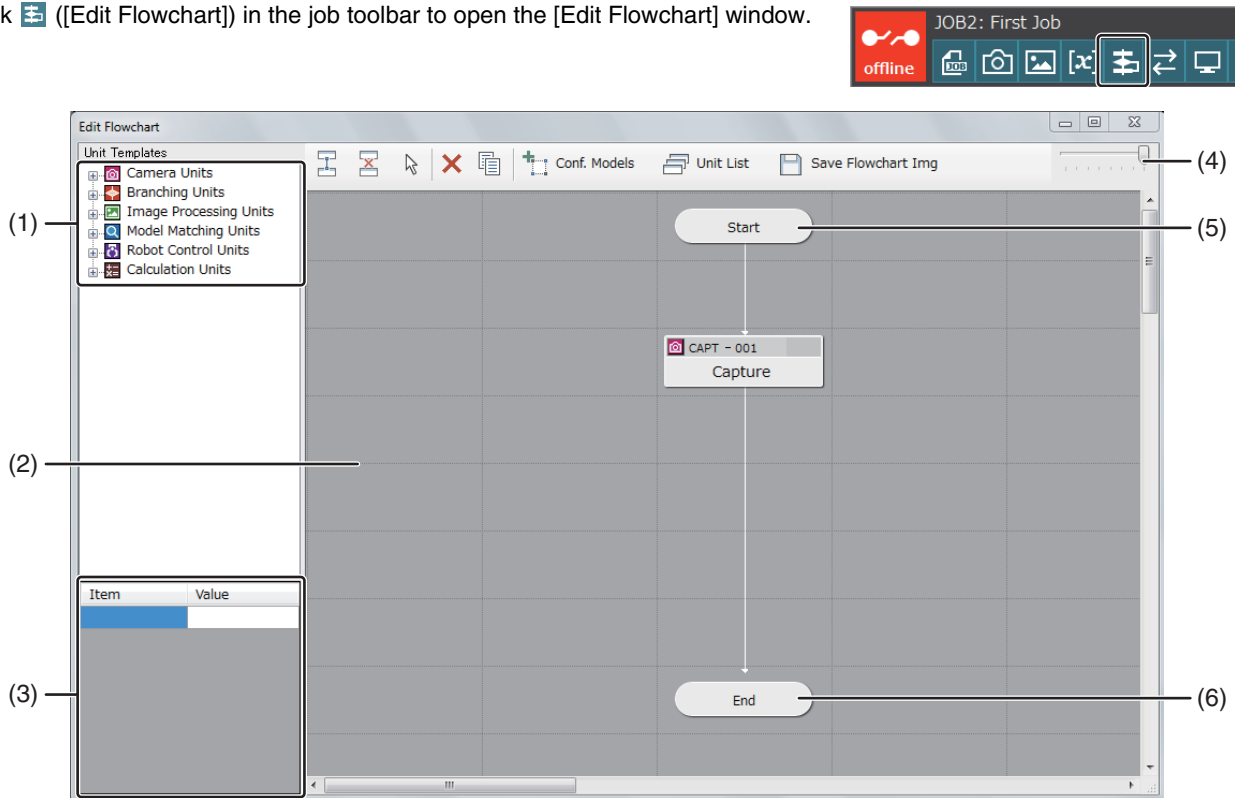 k ([Edit Flowchart]) in the job toolbar to open the [Edit Flowchart] window.
JOB2: First Job
offline
JOB
[x]
Edit Flowchart
Unit Templates
Conf. Models
Unit List
Save Flowchart Img
(4)
Camera Units
Branching Units
Image Processing Units
Model Matching Units
Robot Control Units
Calculation Units
(1)
Start
(5)
CAPT - 001
Capture
(2)
Item Value
(3)
End
(6)